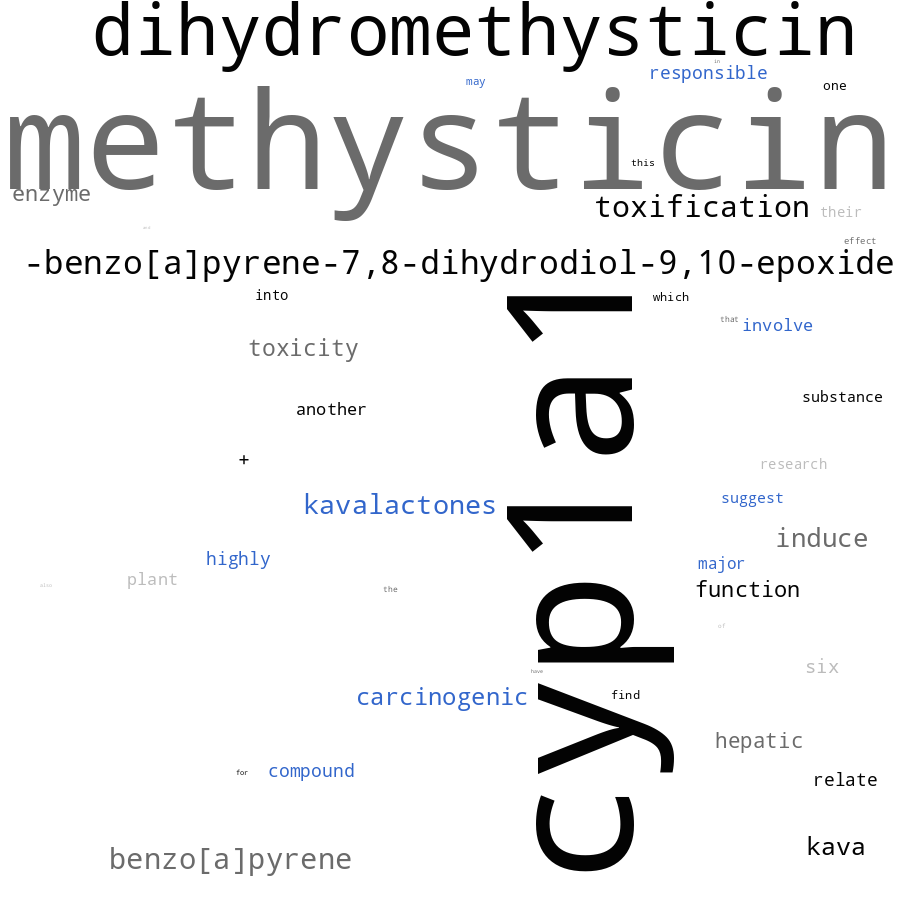 dihydromethysticin
in
responsible
may
one
methysticin
this
enzyme
toxification
their
and
effect
-benzo[a]pyrene-7,8-dihydrodiol-9,10-epoxide
into
which
cyp1a1
that
involve
toxicity
substance
another
+
research
suggest
kavalactones
induce
highly
major
plant
also
the
function
of
six
have
carcinogenic
find
hepatic
for
compound
relate
kava
benzo[a]pyrene